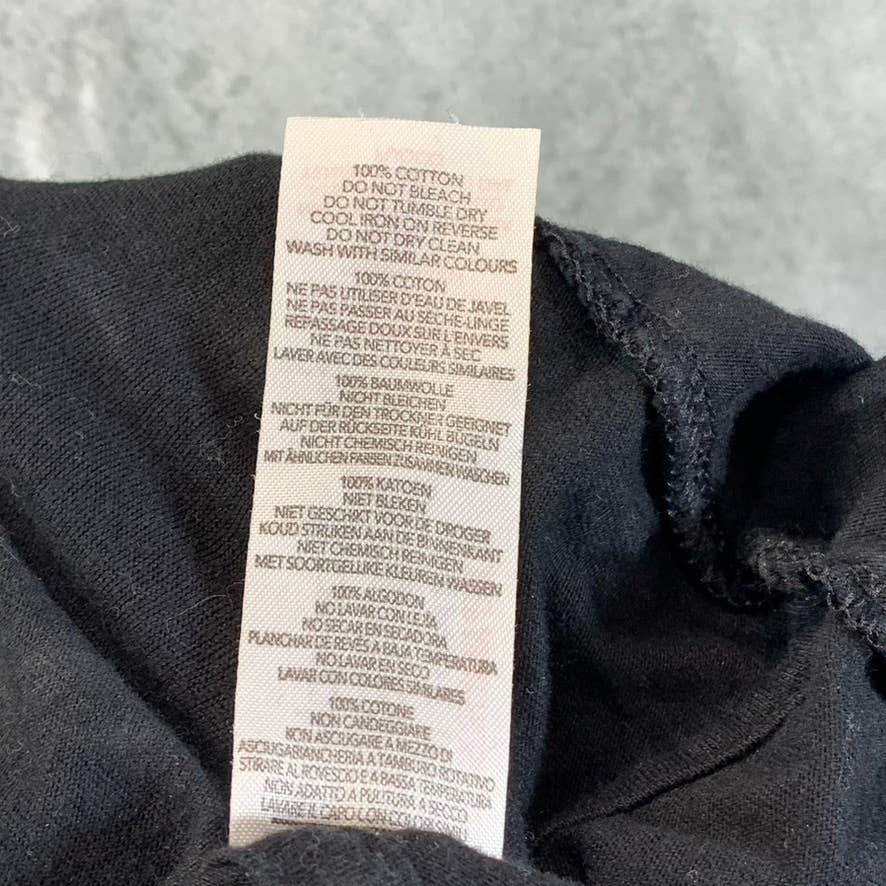 100% COTTON
DO NOT BLEACH
DO NOT TUMBLE DRY
COOL IRON ON REVERSE
DO NOT DRY CLEAN
WASH WITH SIMILAR COLOURS
100% COTON
NE PAS UTILISER D'EAU DE JAVEL
NE PAS PASSER AU SÈCHE-LINGE
REPASSAGE DOUX SUR L'ENVERS
NE PAS NETTOYER À SEC
LAVER AVEC DES COULEURS SIMILAIRES
100% BAUMWOLLE
NICHT BLEICHEN
NICHT FÜR DEN TROCKNER GEEIGNET
AUF DER RÜCKSEITE KÜHL BÜGELN
NICHT CHEMISCH REINIGEN
MIT ÄHNLICHEN FARBEN ZUSAMMEN WASCHEN
100% KATOEN
NIET BLEKEN
NIET GESCHIKT VOOR DE DROGER
KOUD STRIJKEN AAN DE BINNENKANT
NIET CHEMISCH REINIGEN
MET SOORTGELIJKE KLEUREN WASSEN
100% ALGODON
NO LAVAR CON LEJIA
NO SECAR EN SECADORA
PLANCHAR DE REVÉS A BAJA TEMPERATURA
NO LAVAR EN SECO
LAVAR CON COLORES SIMILARES
100% COTONE
NON CANDEGGIARE
NON ASCIUGARE A MEZZO DI
ASCIUGABIANCHERIA A TAMBURO ROTATIVO
STIRARE AL ROVESCIO E A BASSA TEMPERATURA
NON ADATTO A PULITURA A SECCO
LAVARE IL CAPO CON COLORI